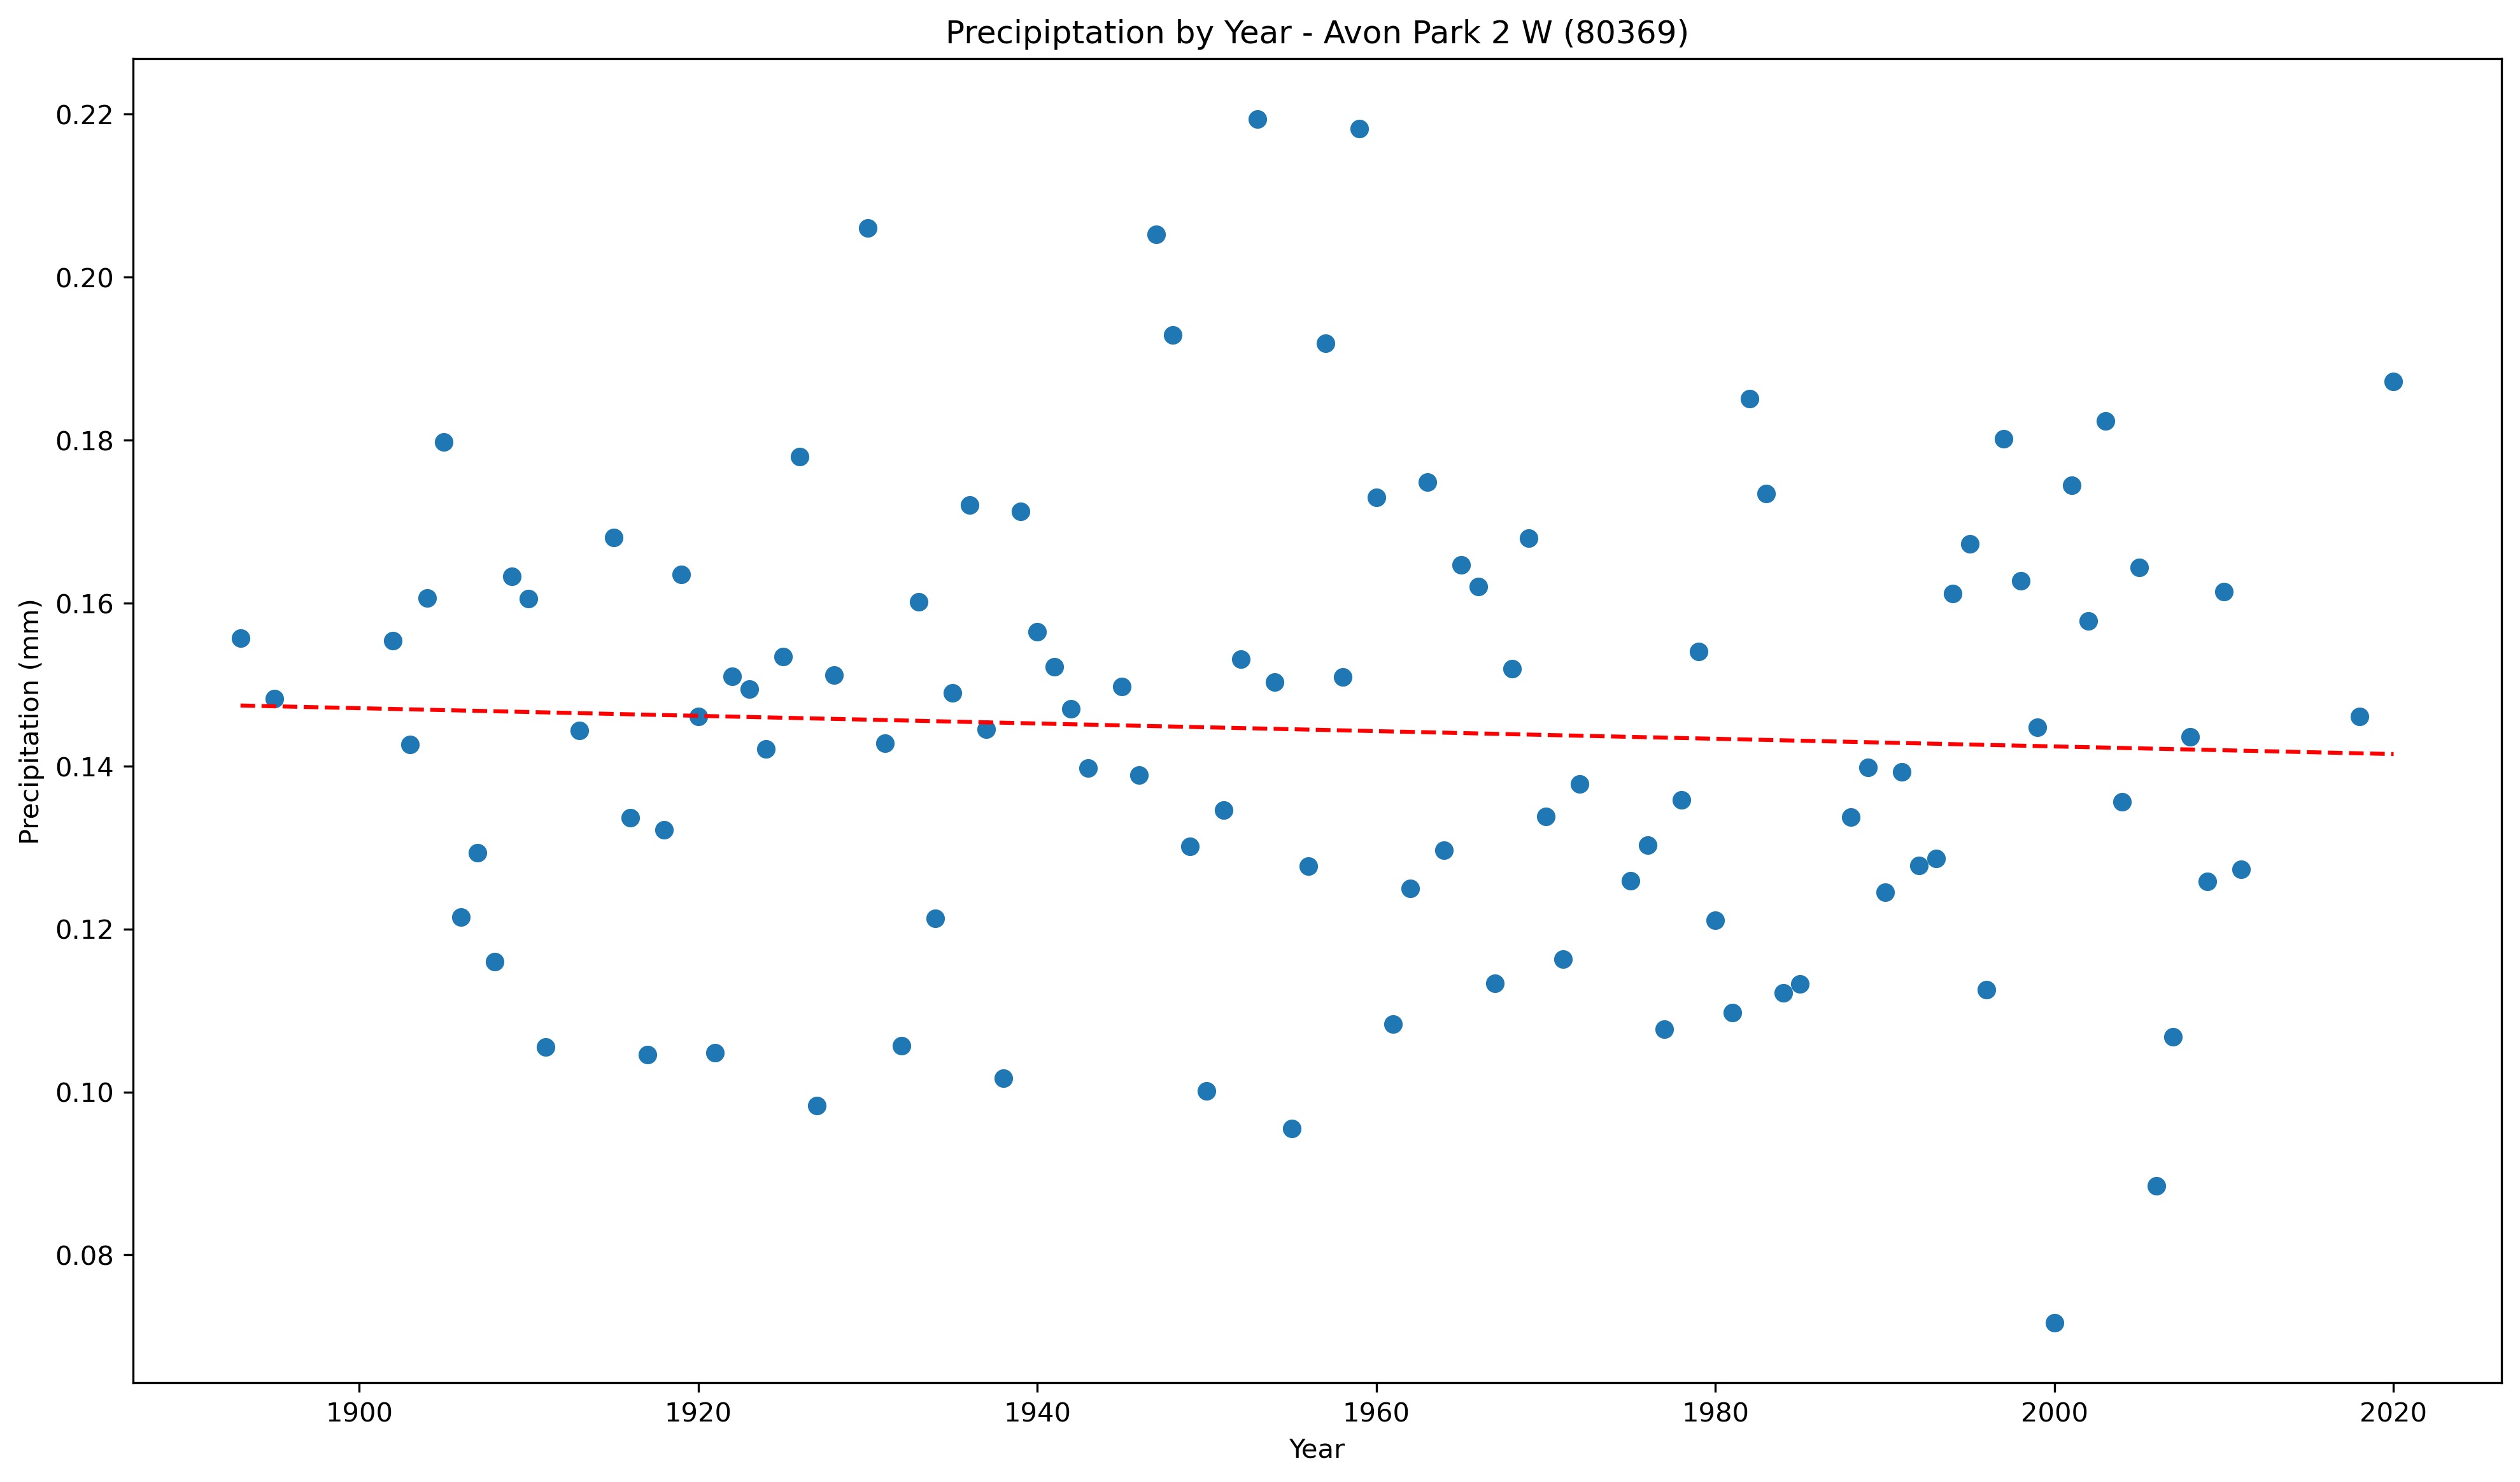 Precipiptation by Year - Avon Park 2 W (80369)
0.22
0.20
0.18
0.16
0.14
0.12
0.10
0.08
Precipitation (mm)
1900 1920 1940 1960 1980 2000 2020
Year